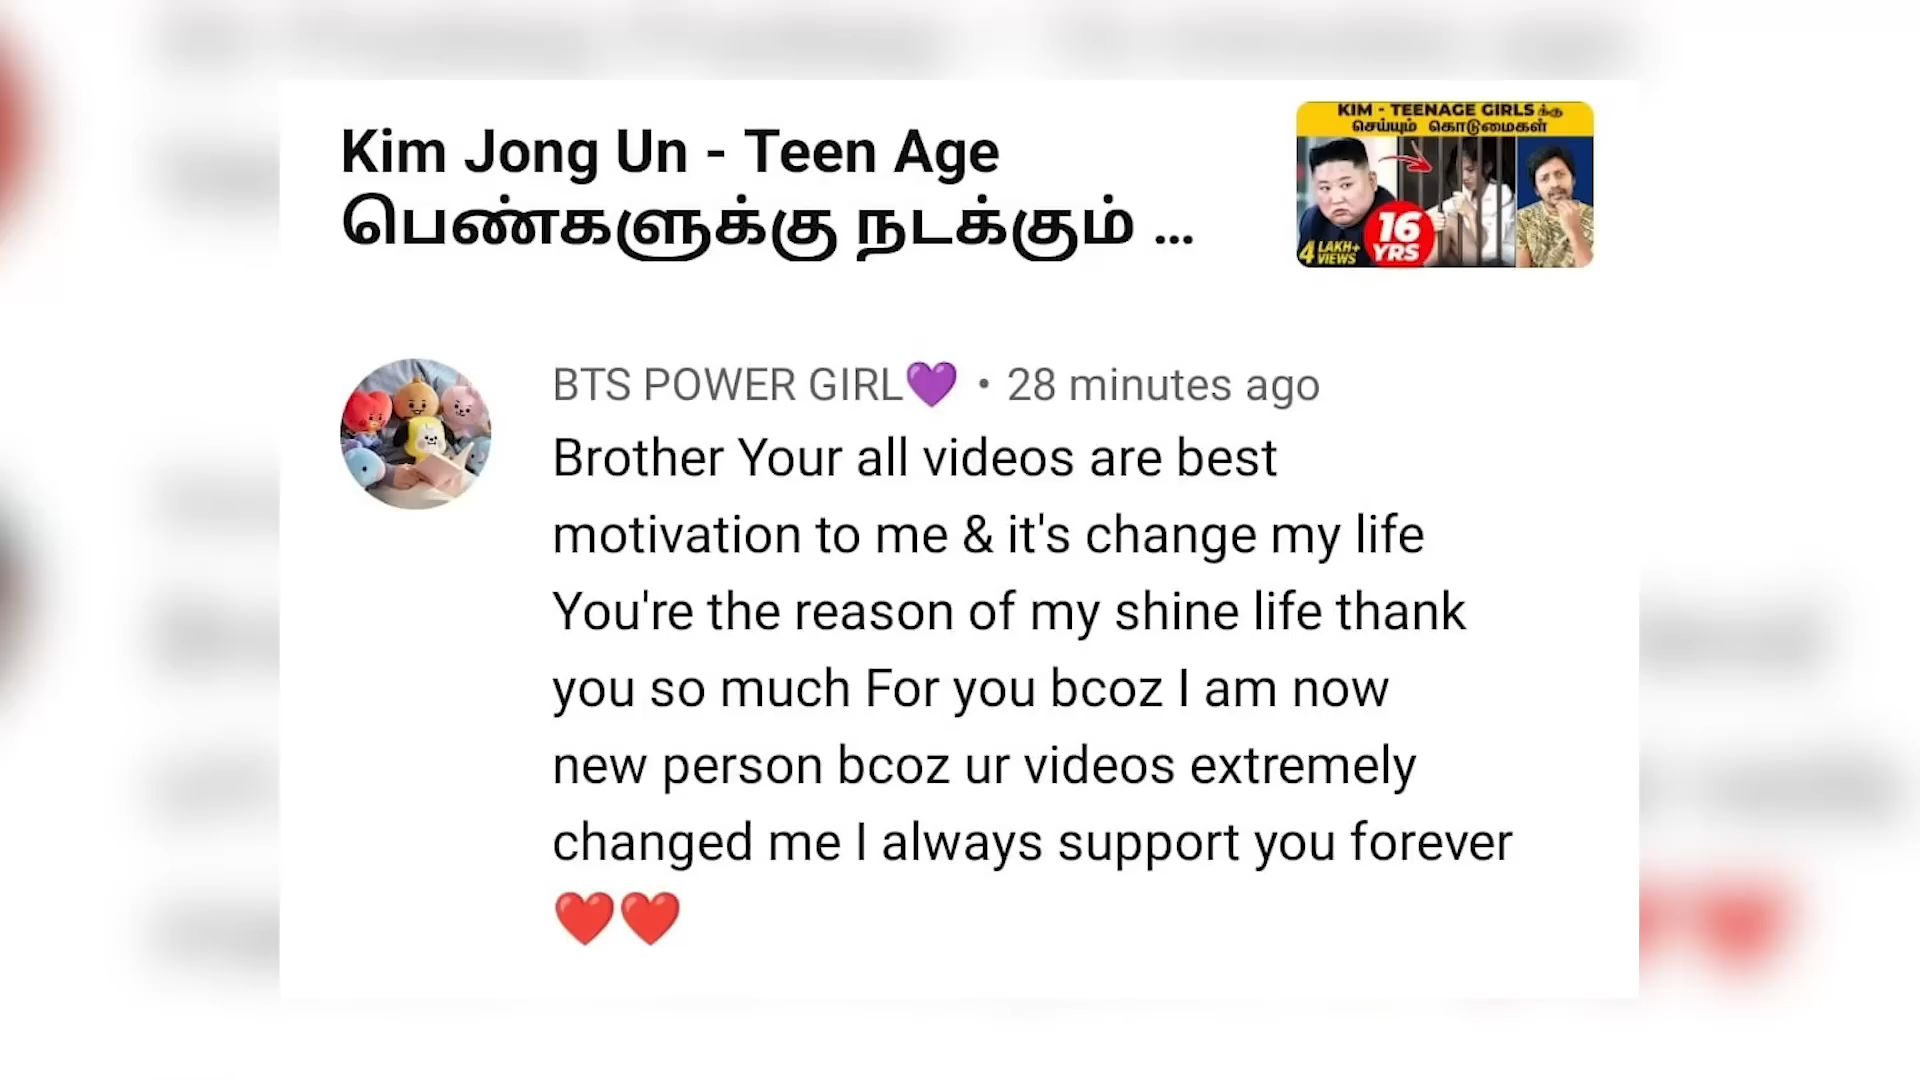 Kim Jong Un - Teen Age
பெண்களுக்கு நடக்கும் ...
KIM - TEENAGE GIRLS க்கு
செய்யும் கொடுமைகள்
16
YRS
4 LAKH+
VIEWS
BTS POWER GIRL💜 • 28 minutes ago
Brother Your all videos are best
motivation to me & it's change my life
You're the reason of my shine life thank
you so much For you bcoz I am now
new person bcoz ur videos extremely
changed me I always support you forever
❤️❤️